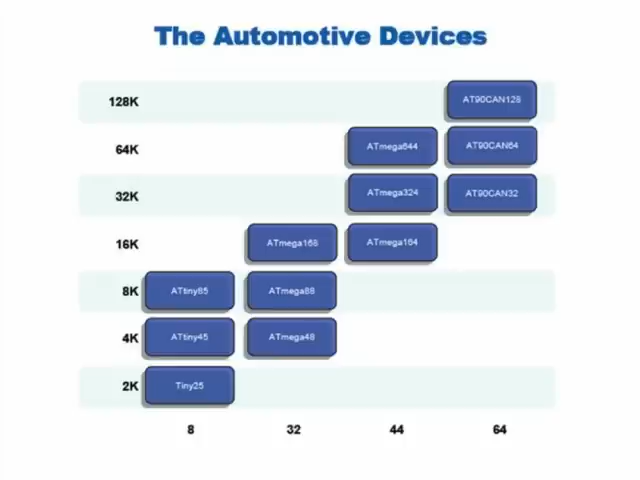 The Automotive Devices
128K AT90CAN128
64K ATmega644 AT90CAN64
32K ATmega324 AT90CAN32
16K ATmega168 ATmega164
8K ATtiny85 ATmega88
4K ATtiny45 ATmega48
2K Tiny25
8 32 44 64